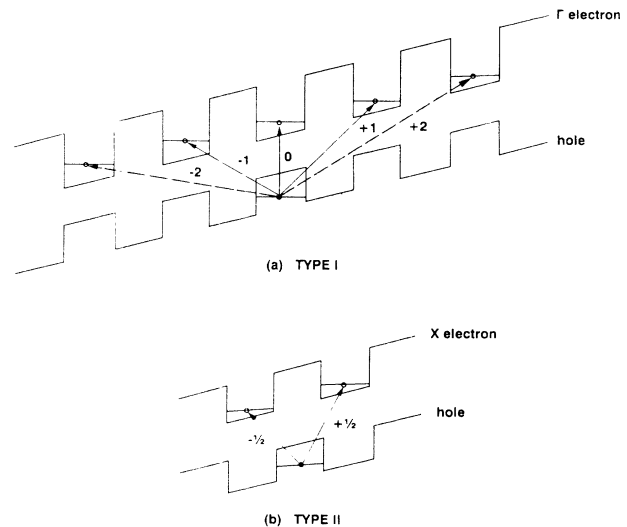 Γ electron
+1
+2
-1
0
-2
hole
(a) TYPE I
X electron
hole
+½
-½
(b) TYPE II